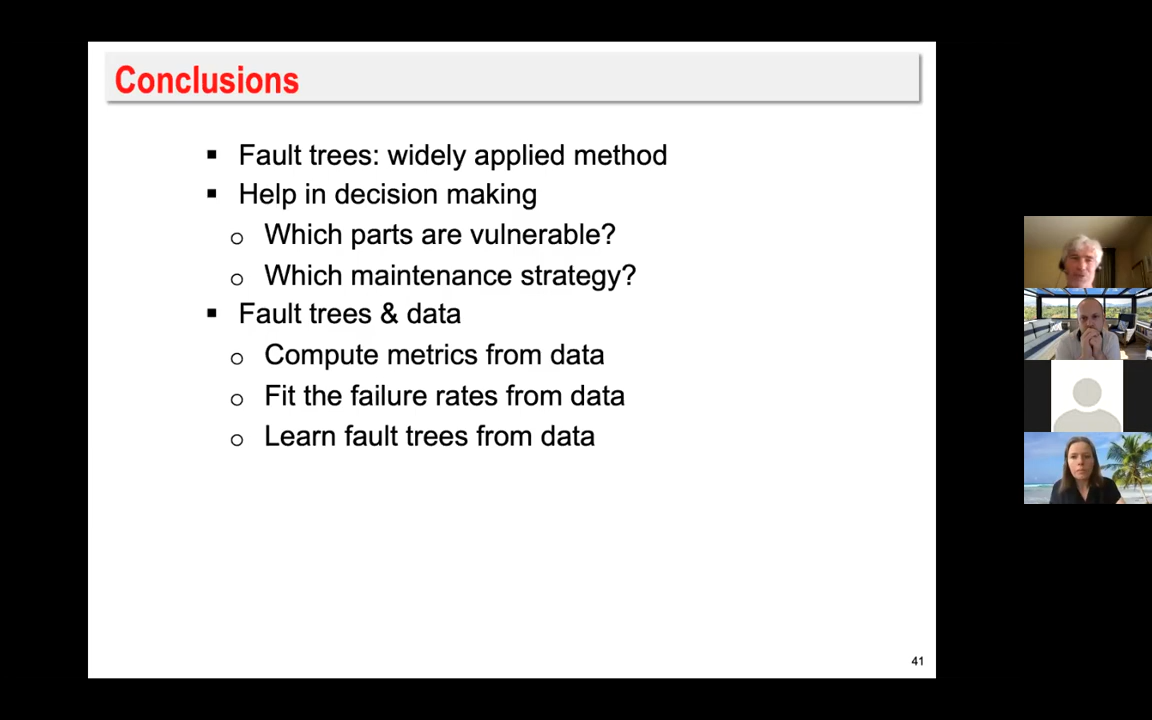 Conclusions
▪ Fault trees: widely applied method
▪ Help in decision making
o Which parts are vulnerable?
o Which maintenance strategy?
▪ Fault trees & data
o Compute metrics from data
o Fit the failure rates from data
o Learn fault trees from data
41